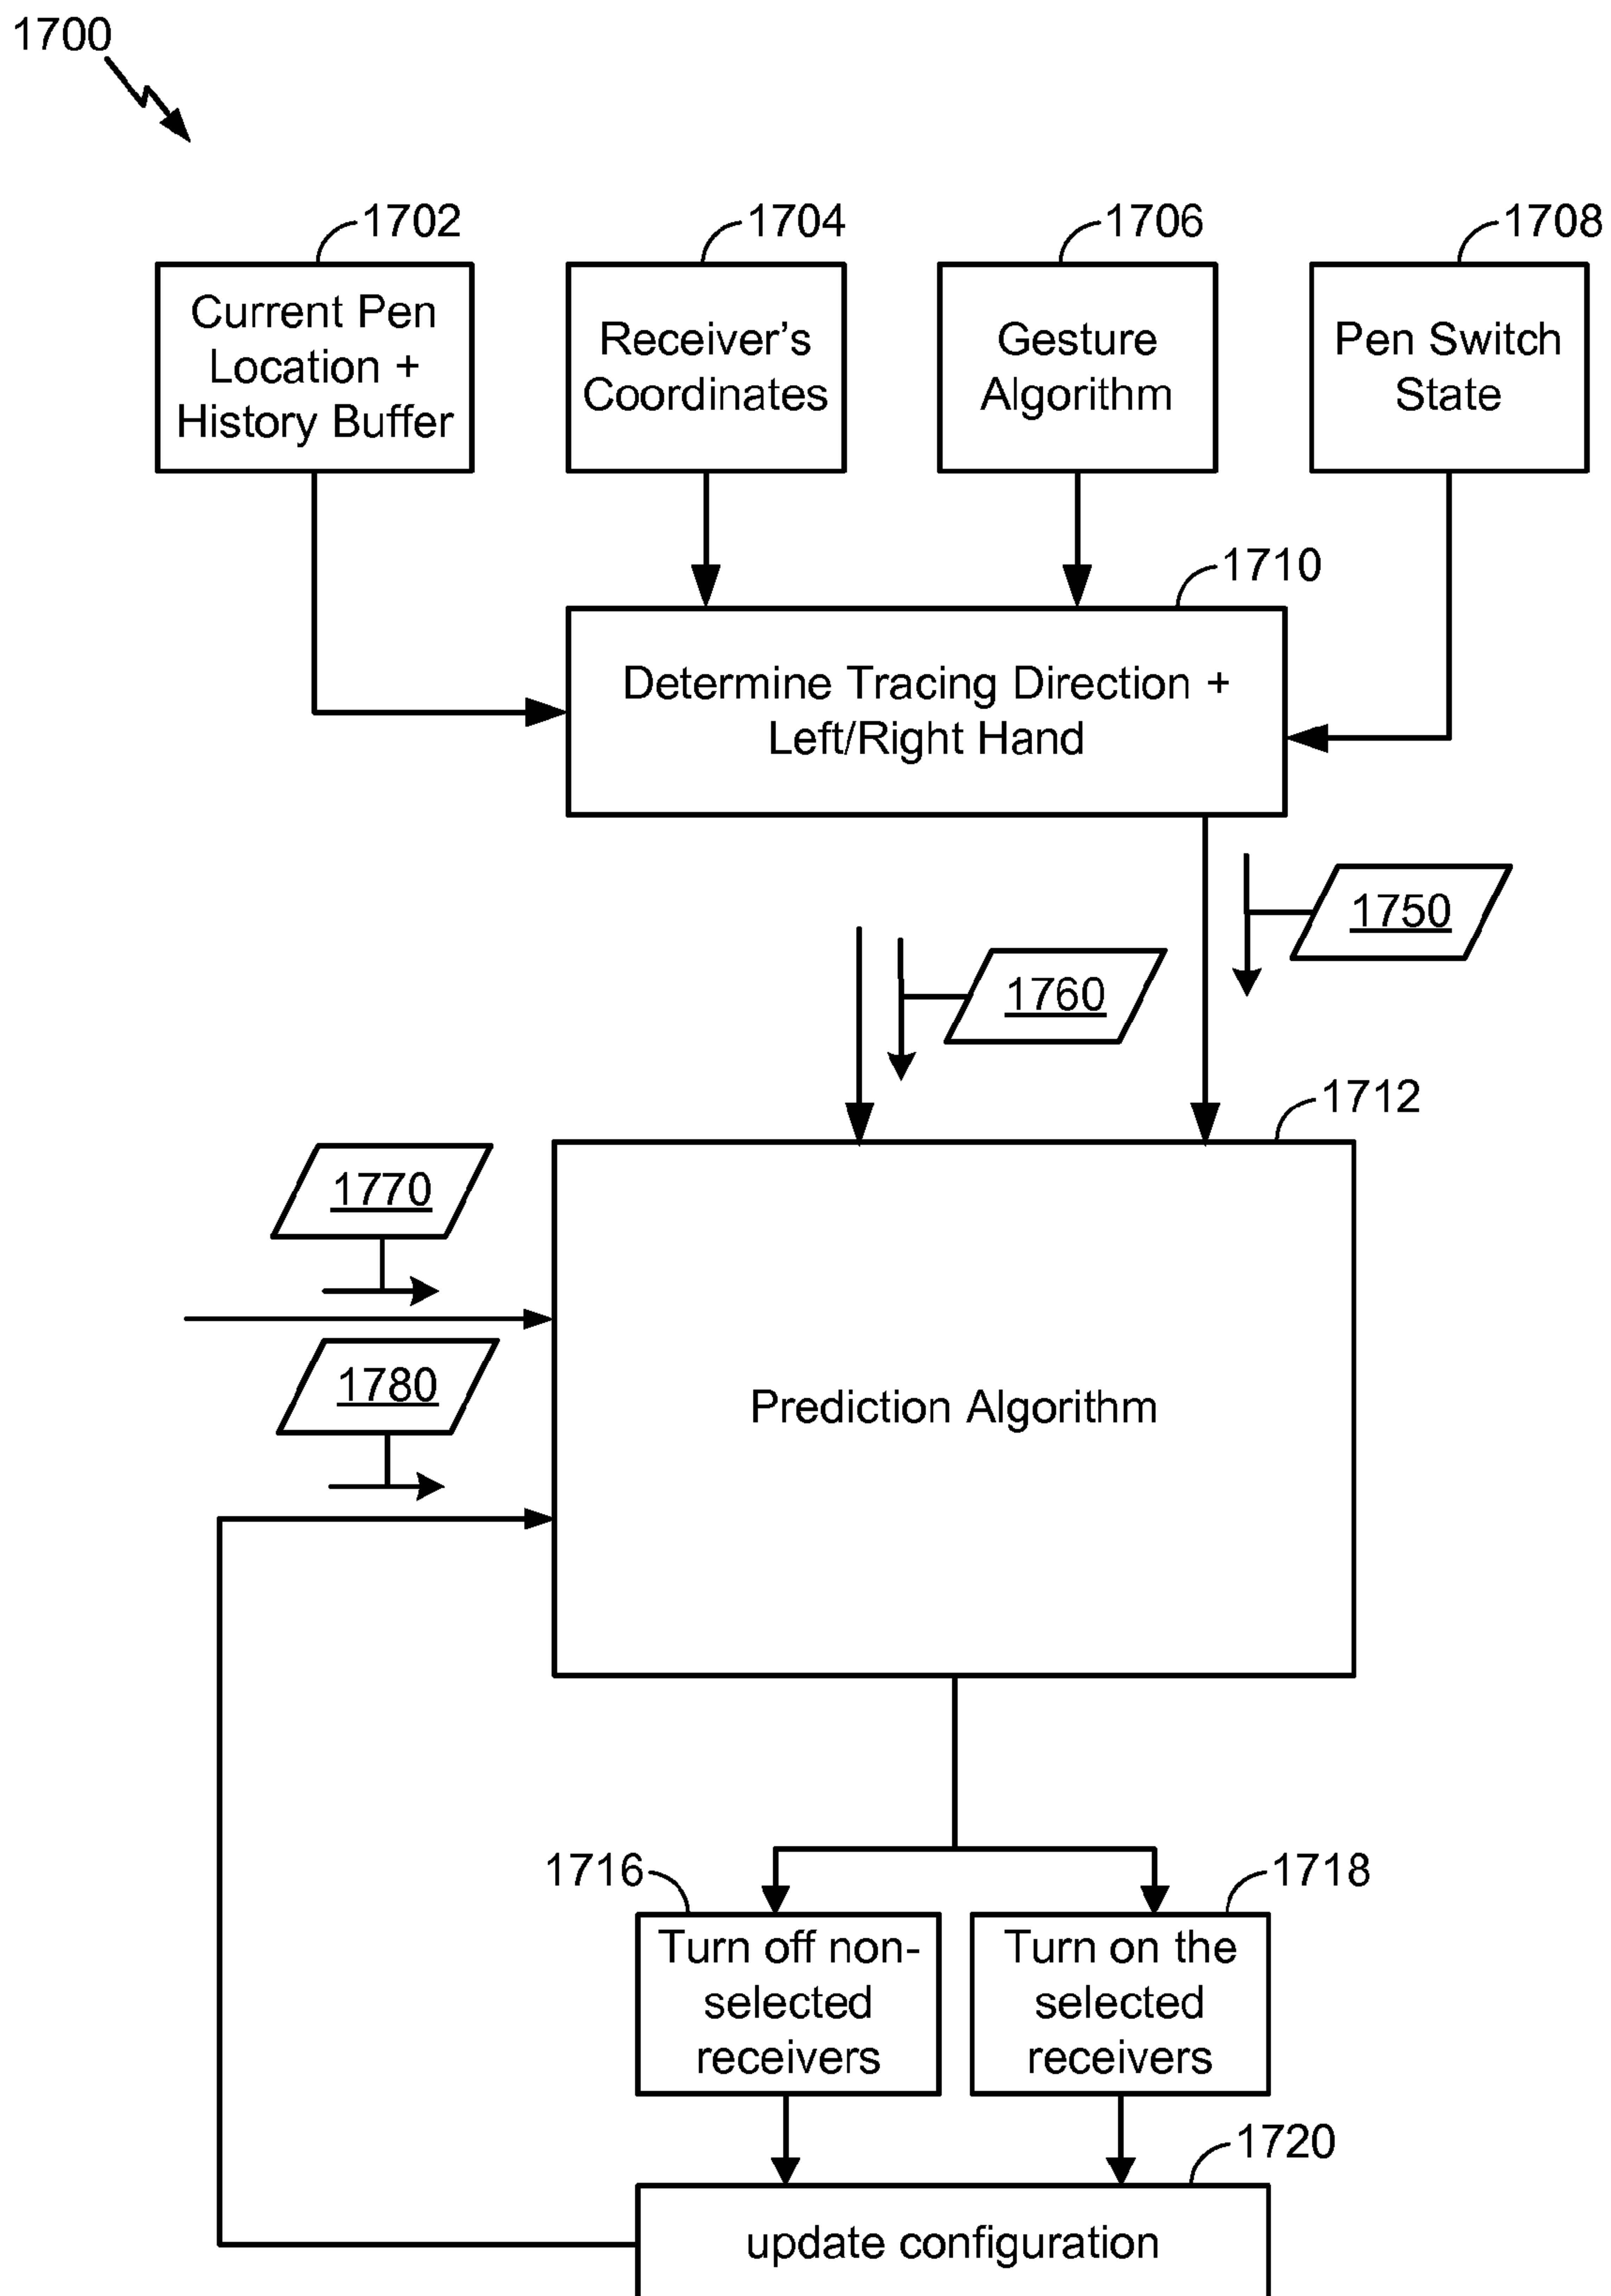 1700
1702
1704
1706
1708
Current Pen
Location +
History Buffer
Receiver's
Coordinates
Gesture
Algorithm
Pen Switch
State
1710
Determine Tracing Direction +
Left/Right Hand
1750
1760
1712
1770
1780
Prediction Algorithm
1716
1718
Turn off non-
selected
receivers
Turn on the
selected
receivers
1720
update configuration